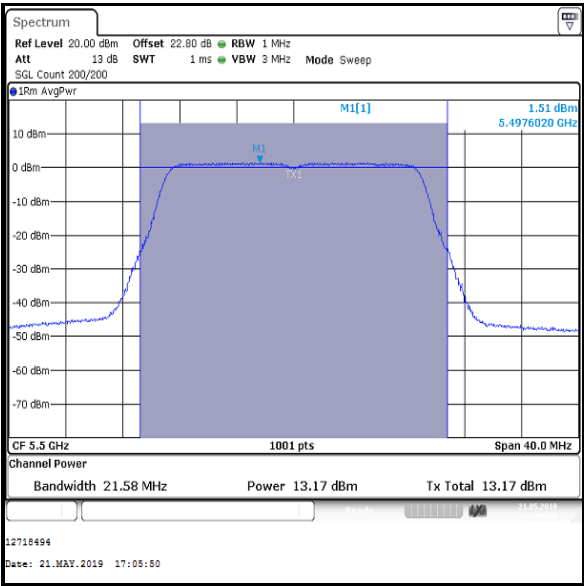 Spectrum
Ref Level 20.00 dBm Offset 22.80 dB RBW 1 MHz
Att 13 dB SWT 1 ms VBW 3 MHz Mode Sweep
SGL Count 200/200
1Rm AvgPwr
M1[1] 1.51 dBm
5.4976020 GHz
10 dBm
M1
0 dBm
TX1
-10 dBm
-20 dBm
-30 dBm
-40 dBm
-50 dBm
-60 dBm
-70 dBm
CF 5.5 GHz 1001 pts Span 40.0 MHz
Channel Power
Bandwidth 21.58 MHz Power 13.17 dBm Tx Total 13.17 dBm
Ready 21.05.2019
12718494
Date: 21.MAY.2019 17:05:50